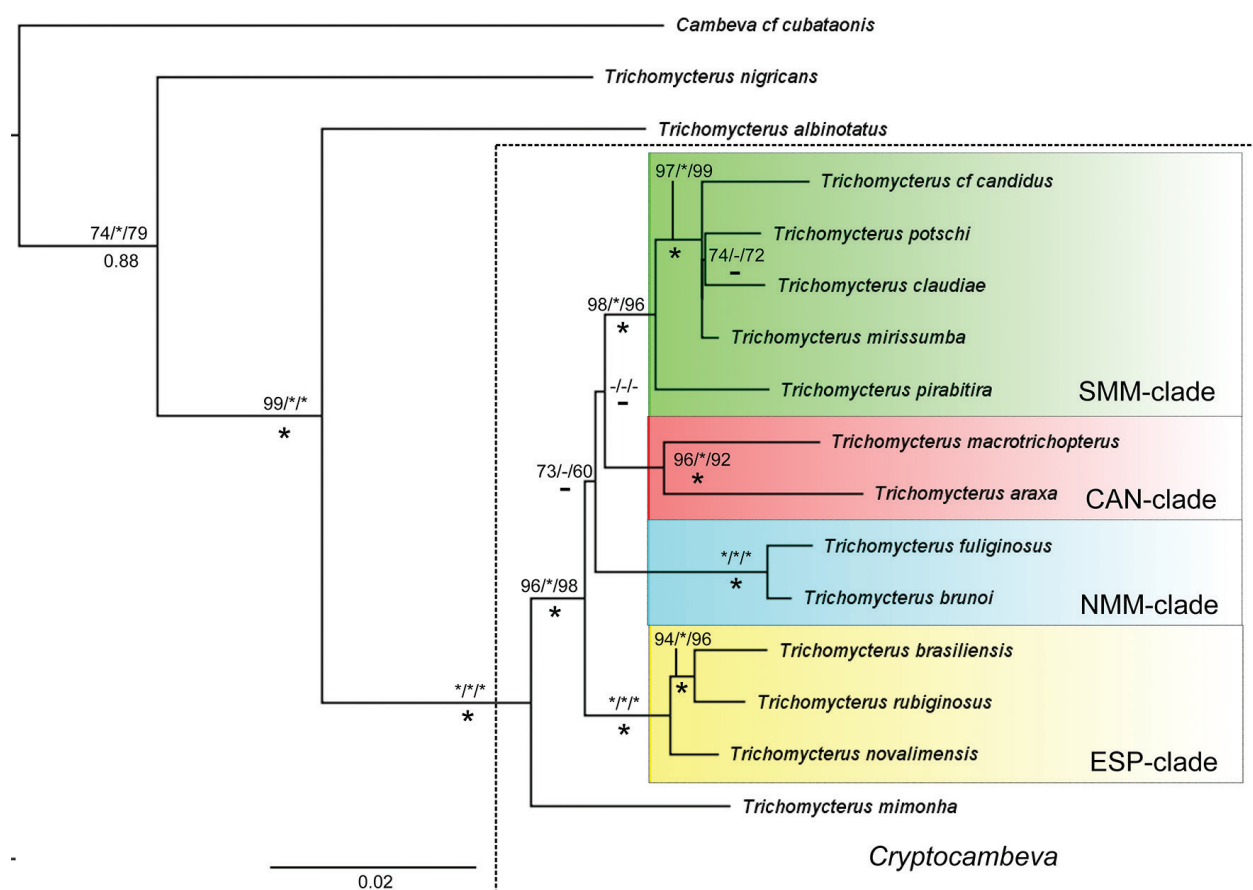 Cambeva cf cubataonis
Trichomycterus nigricans
Trichomycterus albinotatus
97/*/99
*
Trichomycterus cf candidus
Trichomycterus potschi
74/-/72
-
Trichomycterus claudiae
74/*/79
0.88
98/*/96
*
Trichomycterus mirissumba
-/-/-
-
Trichomycterus pirabitira
SMM-clade
99/*/*
*
Trichomycterus macrotrichopterus
96/*/92
*
73/-/60
-
Trichomycterus araxa
CAN-clade
Trichomycterus fuliginosus
*/*/*
*
96/*/98
*
Trichomycterus brunoi
NMM-clade
94/*/96
*
Trichomycterus brasiliensis
*/*/*
*
*/*/*
*
Trichomycterus rubiginosus
Trichomycterus novalimensis
ESP-clade
Trichomycterus mimonha
Cryptocambeva
-
0.02